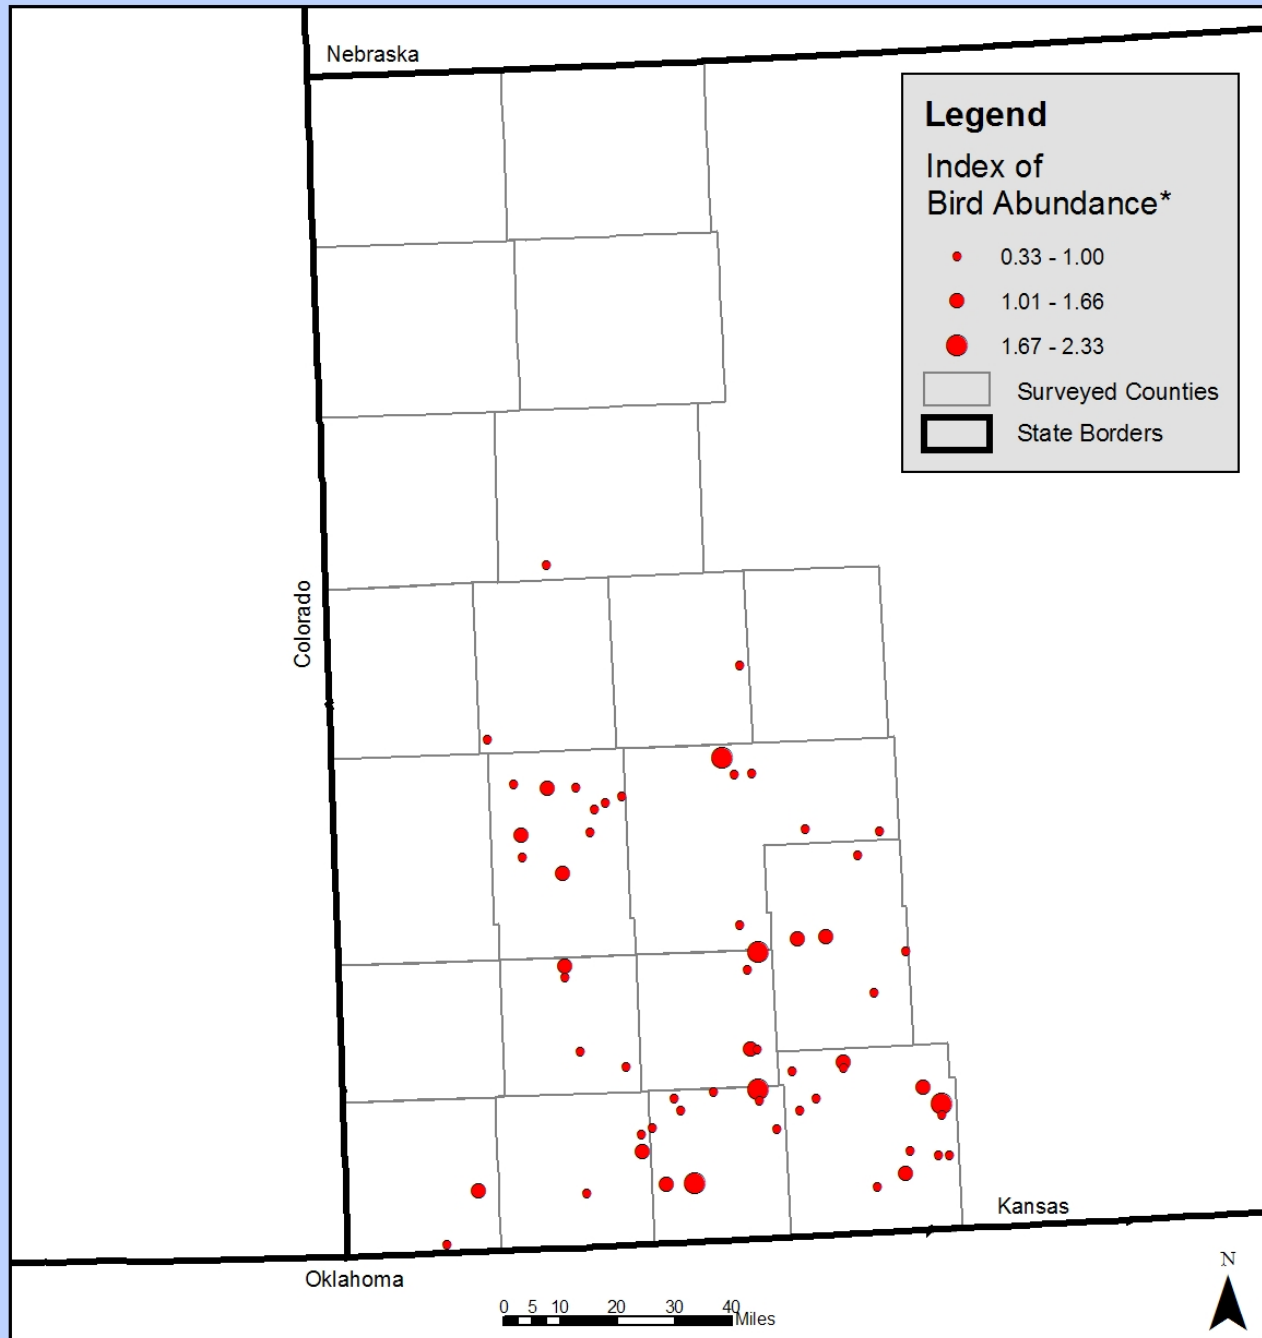 Nebraska
Legend
Index of
Bird Abundance*
0.33 - 1.00
1.01 - 1.66
1.67 - 2.33
Surveyed Counties
State Borders
Colorado
Kansas
Oklahoma
N
0 5 10 20 30 40
Miles